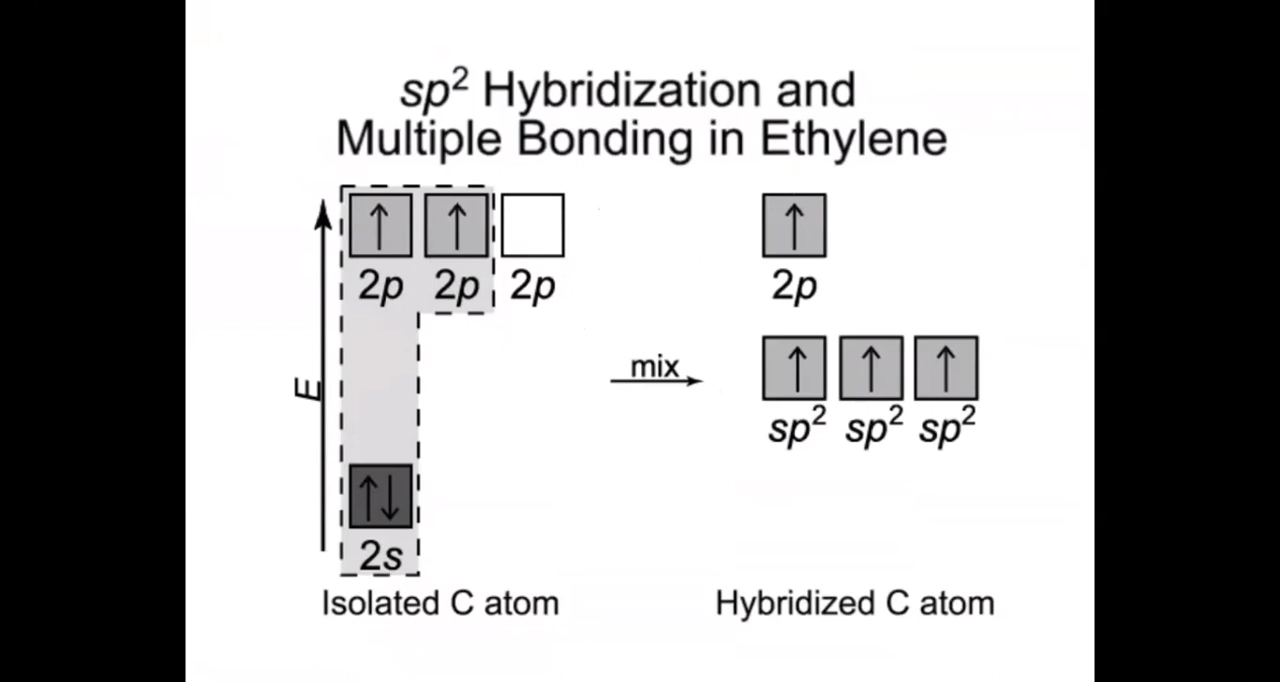 sp² Hybridization and
Multiple Bonding in Ethylene
↑ ↑
2p 2p 2p
E
↑↓
2s
Isolated C atom
mix
↑
2p
↑ ↑ ↑
sp² sp² sp²
Hybridized C atom